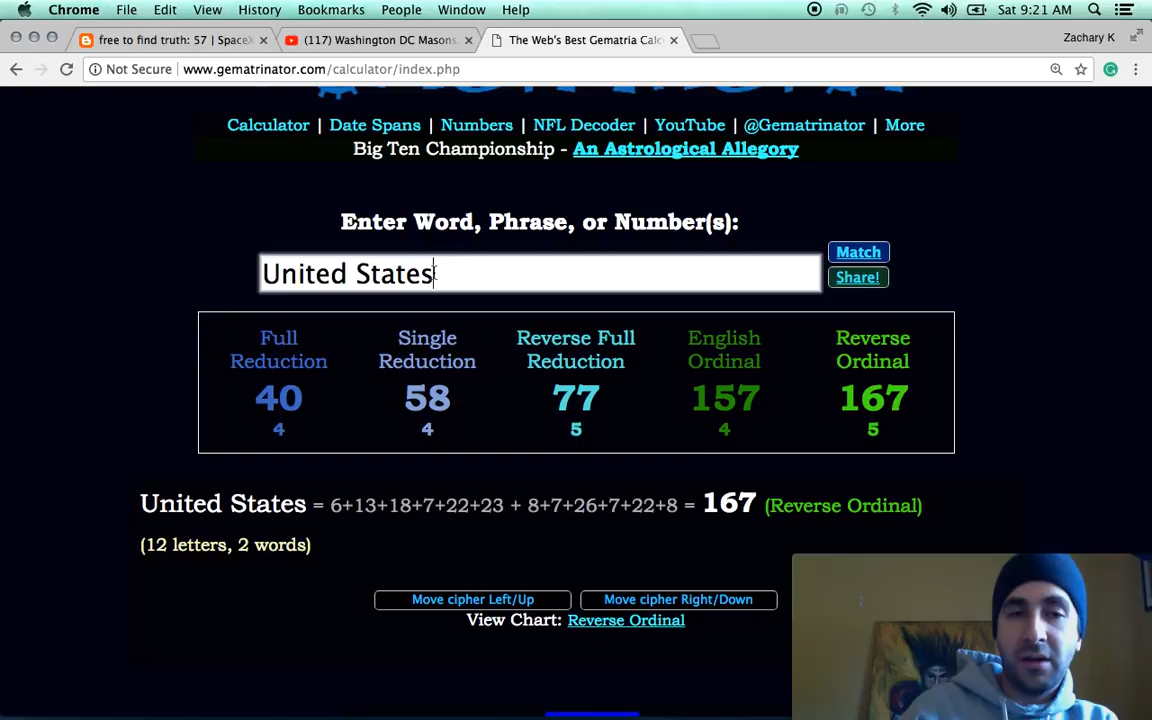 Chrome File Edit View History Bookmarks People Window Help Sat 9:21 AM
free to find truth: 57 | SpaceX (117) Washington DC Masons, The Web's Best Gematria Calc Zachary K
Not Secure | www.gematrinator.com/calculator/index.php
Calculator | Date Spans | Numbers | NFL Decoder | YouTube | @Gematrinator | More
Big Ten Championship - An Astrological Allegory
Enter Word, Phrase, or Number(s):
Match
United States
Share!
Full Reduction Single Reduction Reverse Full Reduction English Ordinal Reverse Ordinal
40 58 77 157 167
4 4 5 4 5
United States = 6+13+18+7+22+23 + 8+7+26+7+22+8 = 167 (Reverse Ordinal)
(12 letters, 2 words)
Move cipher Left/Up Move cipher Right/Down
View Chart: Reverse Ordinal